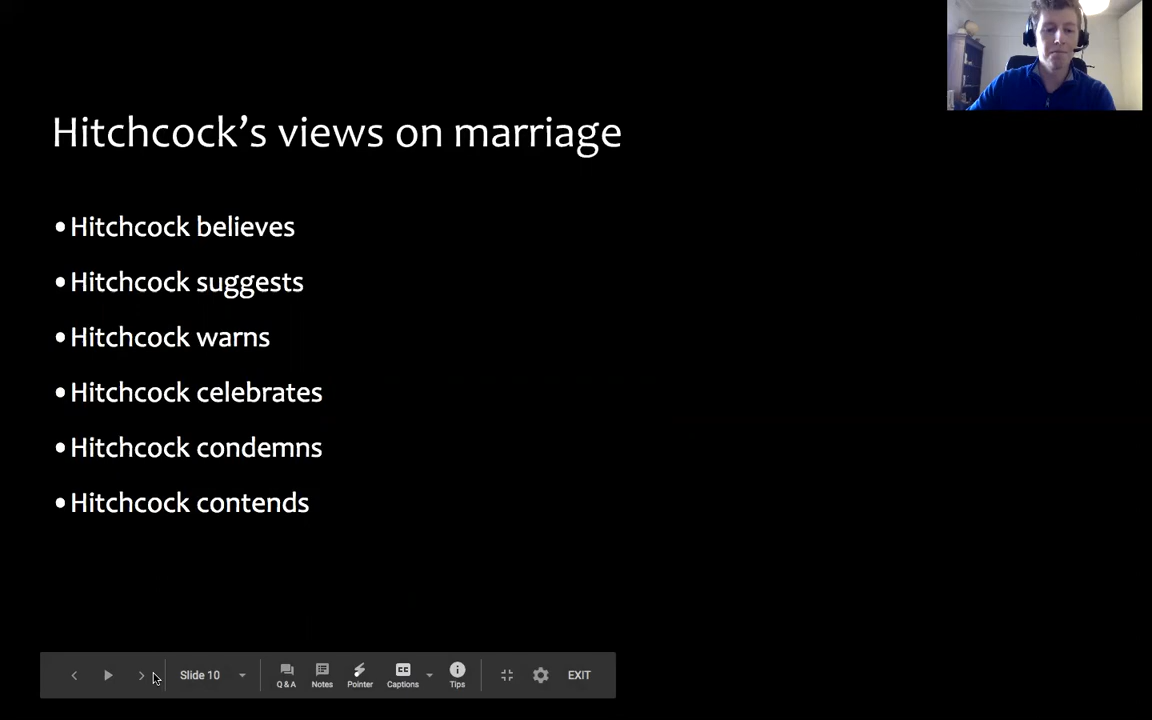 Hitchcock’s views on marriage
•Hitchcock believes
•Hitchcock suggests
•Hitchcock warns
•Hitchcock celebrates
•Hitchcock condemns
•Hitchcock contends
Slide 10
Q & A
Notes
Pointer
CC
Captions
Tips
EXIT